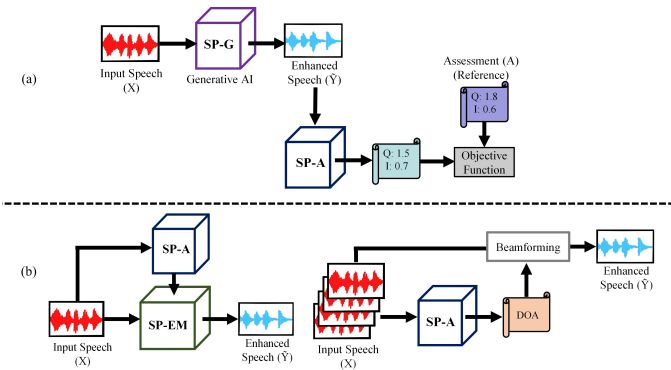 (a)
SP-G
Generative AI
Input Speech
(X)
Enhanced
Speech (Ŷ)
Assessment (A)
(Reference)
Q: 1.8
I: 0.6
SP-A
Q: 1.5
I: 0.7
Objective
Function
(b)
SP-A
SP-EM
Input Speech
(X)
Enhanced
Speech (Ŷ)
Beamforming
Enhanced
Speech (Ŷ)
SP-A
DOA
Input Speech
(X)